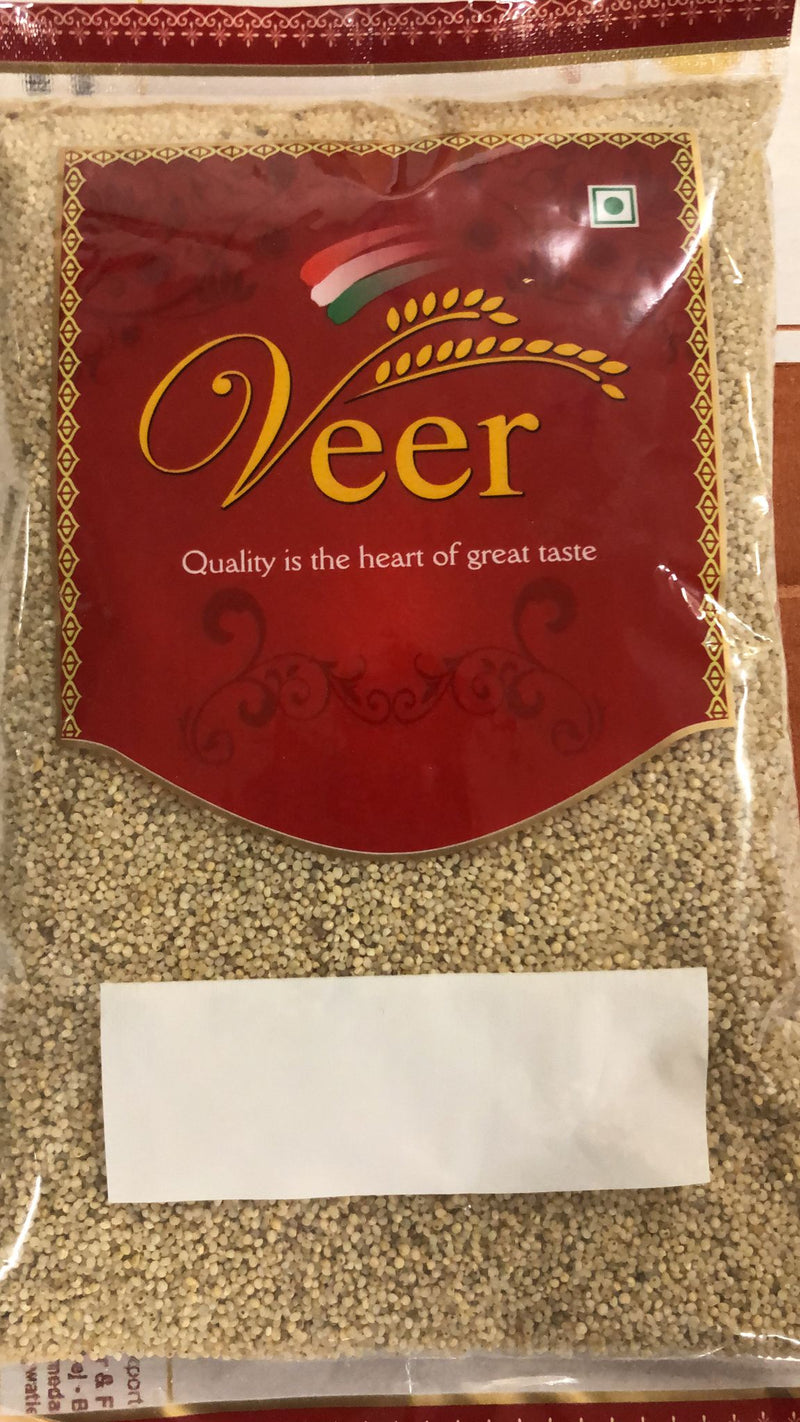 Veer
Quality is the heart of great taste